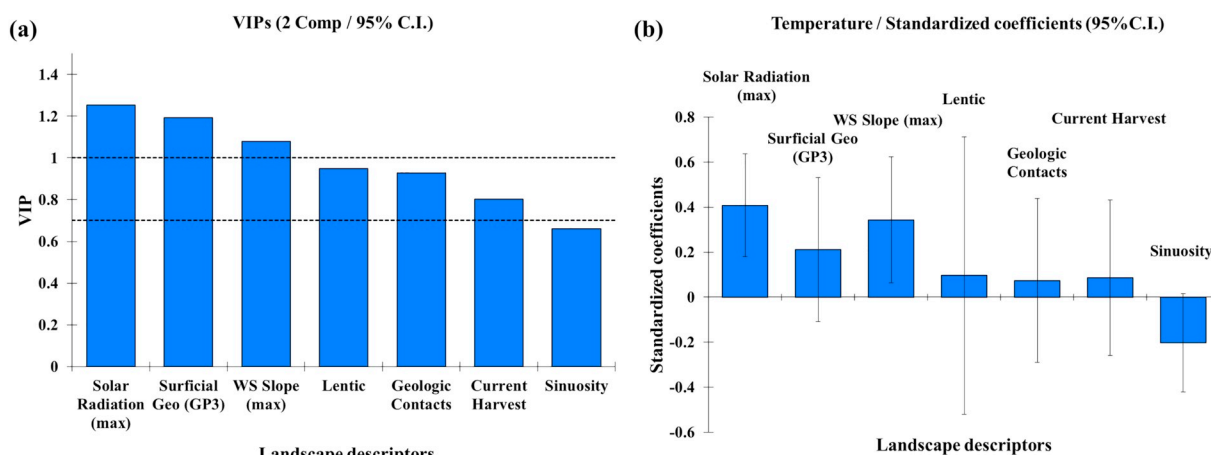 (a)
VIPs (2 Comp / 95% C.I.)
VIP
1.4
1.2
1
0.8
0.6
0.4
0.2
0
Solar
Radiation
(max)
Surficial
Geo (GP3)
WS Slope
(max)
Lentic
Geologic
Contacts
Current
Harvest
Sinuosity
Landscape descriptors
(b)
Temperature / Standardized coefficients (95%C.I.)
Standardized coefficients
0.8
0.6
0.4
0.2
0
-0.2
-0.4
-0.6
Solar Radiation
(max)
Surficial Geo
(GP3)
WS Slope (max)
Lentic
Geologic
Contacts
Current Harvest
Sinuosity
Landscape descriptors